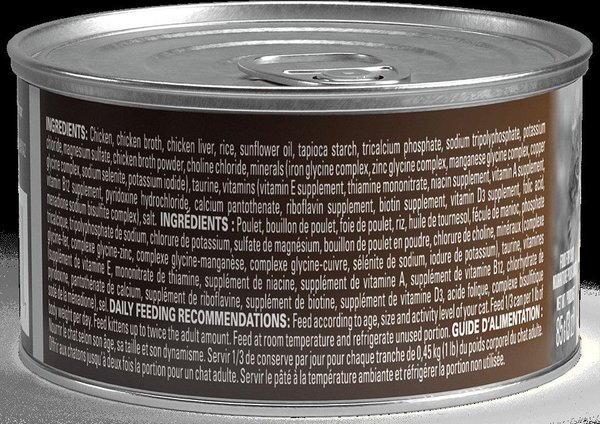 INGREDIENTS: Chicken, chicken broth, chicken liver, rice, sunflower oil, tapioca starch, tricalcium phosphate, sodium tripolyphosphate, potassium
chloride, magnesium sulfate, chicken broth powder, choline chloride, minerals (iron glycine complex, zinc glycine complex, manganese glycine complex, copper
glycine complex, sodium selenite, potassium iodide), taurine, vitamins (vitamin E supplement, thiamine mononitrate, niacin supplement, vitamin A supplement,
vitamin B12 supplement, pyridoxine hydrochloride, calcium pantothenate, riboflavin supplement, biotin supplement, vitamin D3 supplement, folic acid,
menadione sodium bisulfite complex), salt. INGRÉDIENTS : Poulet, bouillon de poulet, foie de poulet, riz, huile de tournesol, fécule de manioc, phosphate
tricalcique, tripolyphosphate de sodium, chlorure de potassium, sulfate de magnésium, bouillon de poulet en poudre, chlorure de choline, minéraux (complexe
glycine-fer, complexe glycine-zinc, complexe glycine-manganèse, complexe glycine-cuivre, sélénite de sodium, iodure de potassium), taurine, vitamines
(supplément de vitamine E, mononitrate de thiamine, supplément de niacine, supplément de vitamine A, supplément de vitamine B12, chlorhydrate de
pyridoxine, pantothénate de calcium, supplément de riboflavine, supplément de biotine, supplément de vitamine D3, acide folique, complexe bisulfitique
de ménadione), sel. DAILY FEEDING RECOMMENDATIONS: Feed according to age, size and activity level of your cat. Feed 1/3 can per 1 lb of
body weight per day. Feed kittens up to twice the adult amount. Feed at room temperature and refrigerate unused portion. GUIDE D'ALIMENTATION :
Nourrir le chat selon son âge, sa taille et son dynamisme. Servir 1/3 de conserve par jour pour chaque tranche de 0,45 kg (1 lb) du poids corporel du chat adulte.
Offrir aux chatons jusqu'à deux fois la portion pour un chat adulte. Servir le pâté à la température ambiante et réfrigérer la portion non utilisée.